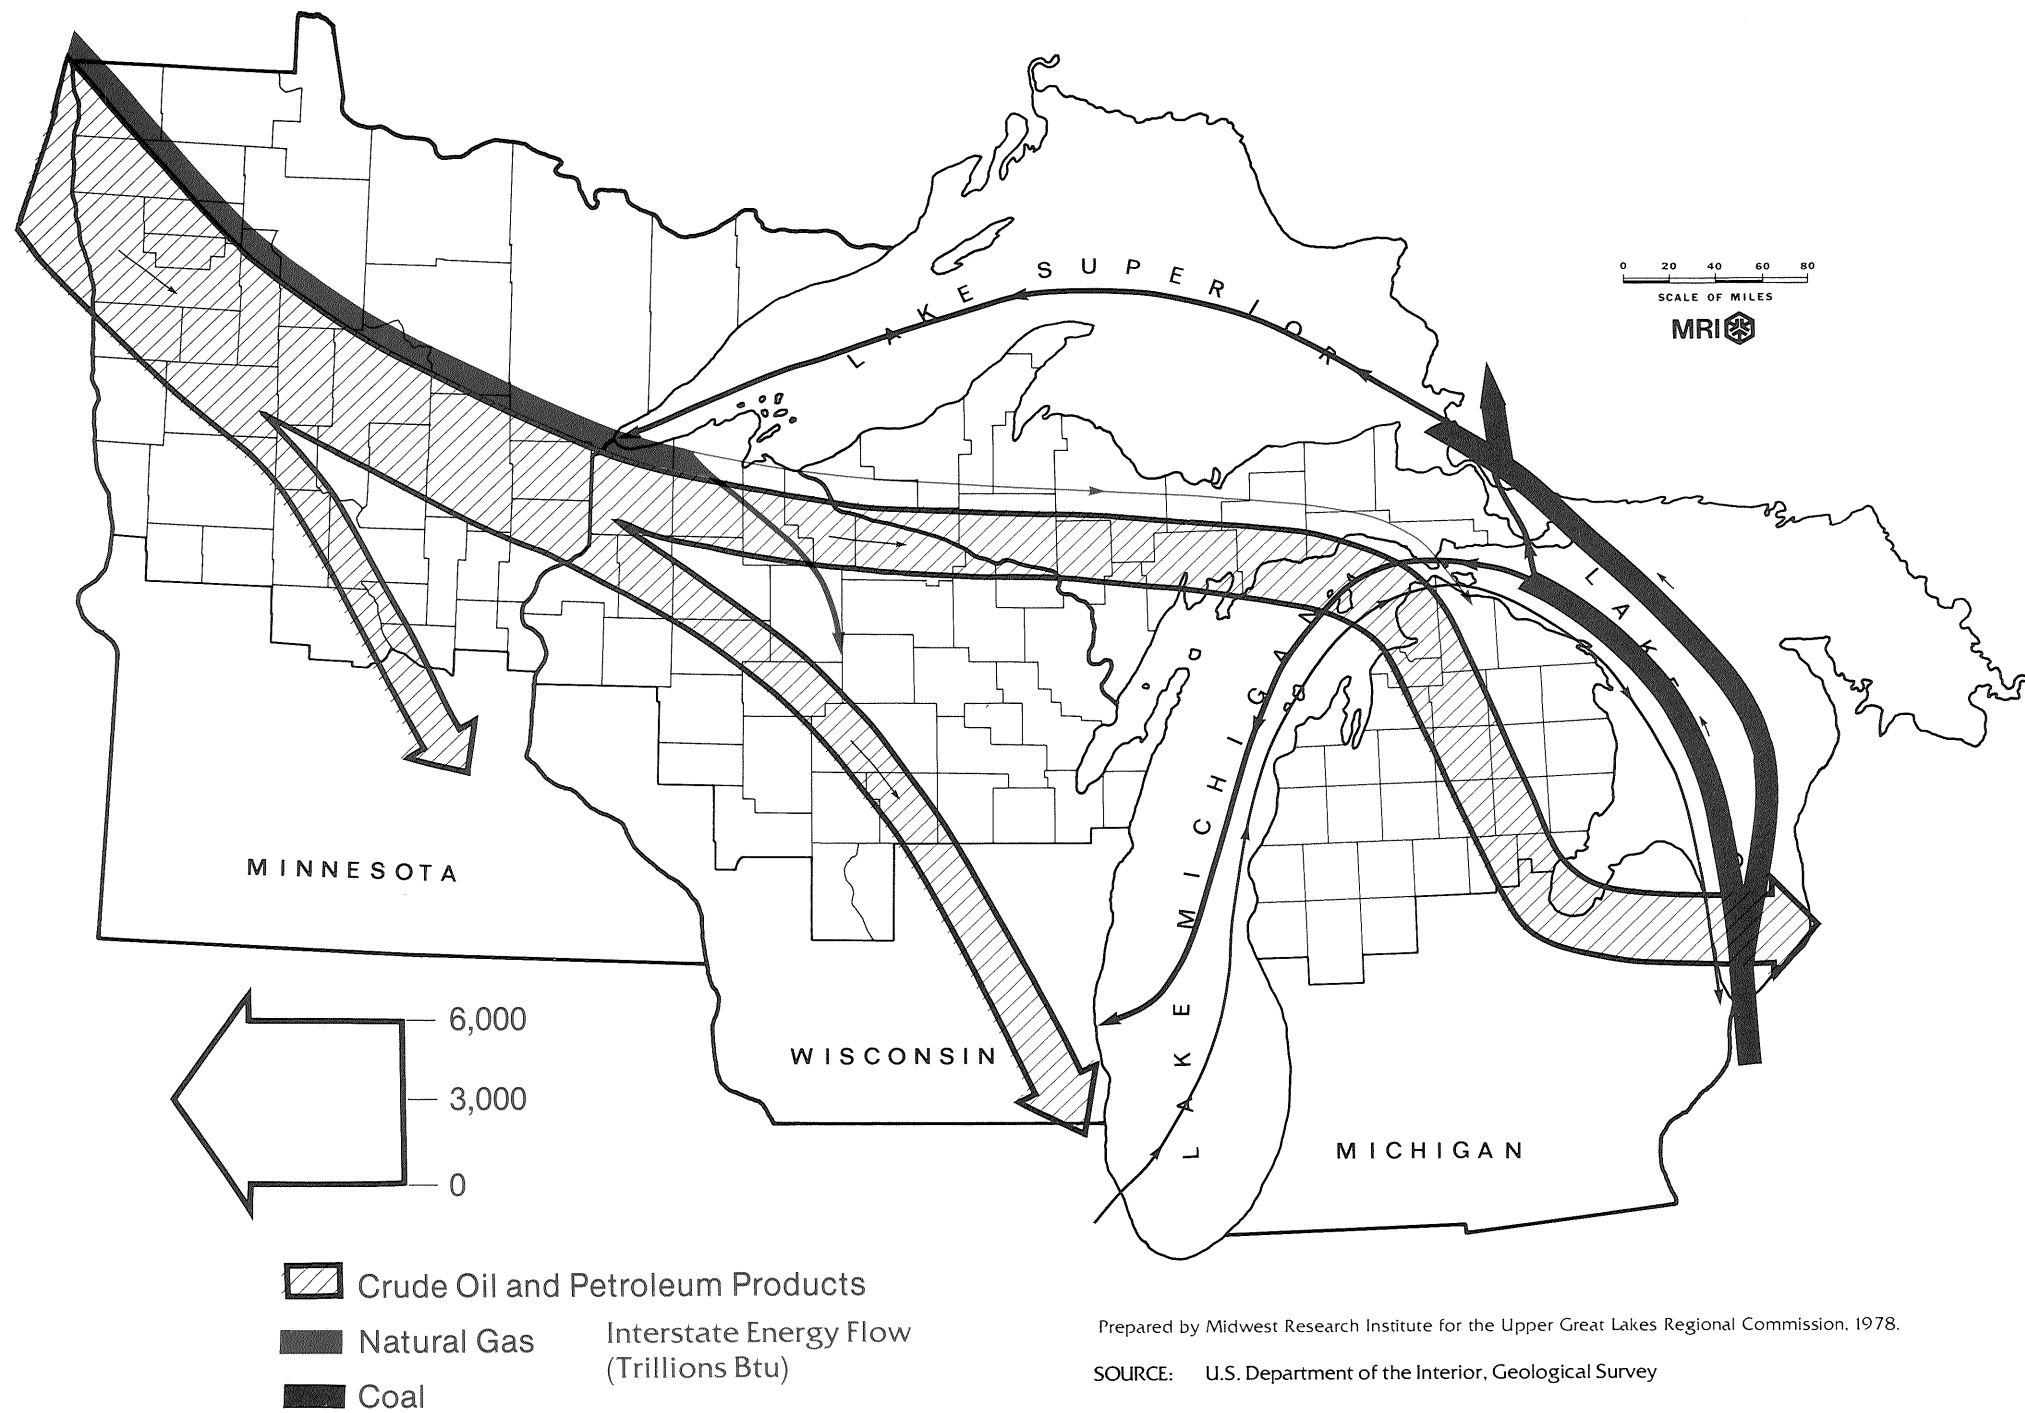 0 20 40 60 80
SCALE OF MILES
MRI
LAKE SUPERIOR
LAKE
LAKE MICHIGAN
MINNESOTA
WISCONSIN
MICHIGAN
6,000
3,000
0
Crude Oil and Petroleum Products
Natural Gas
Coal
Interstate Energy Flow
(Trillions Btu)
Prepared by Midwest Research Institute for the Upper Great Lakes Regional Commission, 1978.
SOURCE: U.S. Department of the Interior, Geological Survey